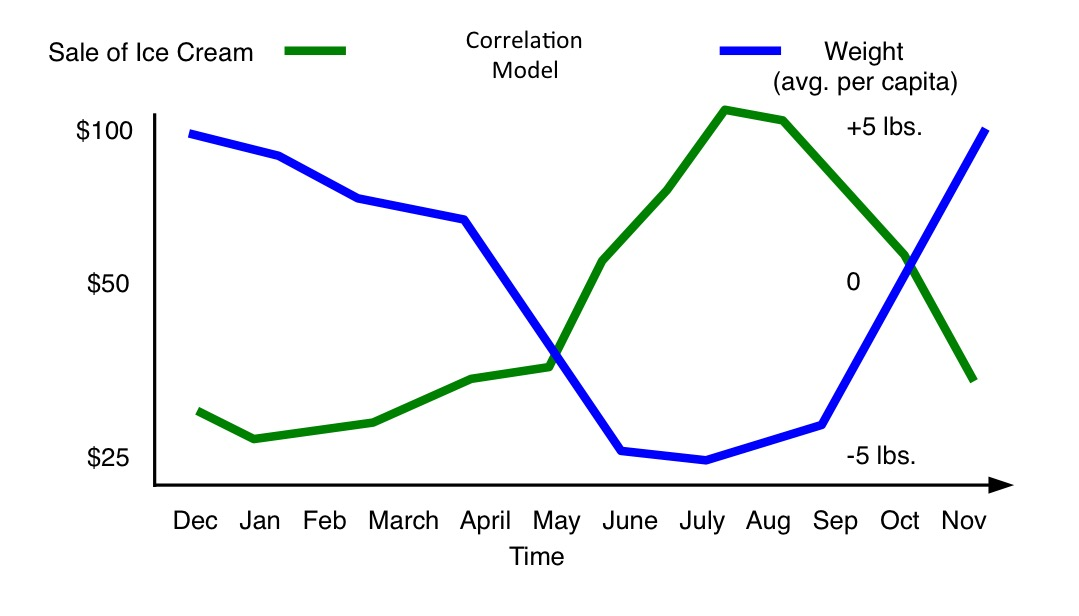 Sale of Ice Cream
Correlation
Model
Weight
(avg. per capita)
$100
+5 lbs.
$50
0
$25
-5 lbs.
Dec Jan Feb March April May June July Aug Sep Oct Nov
Time